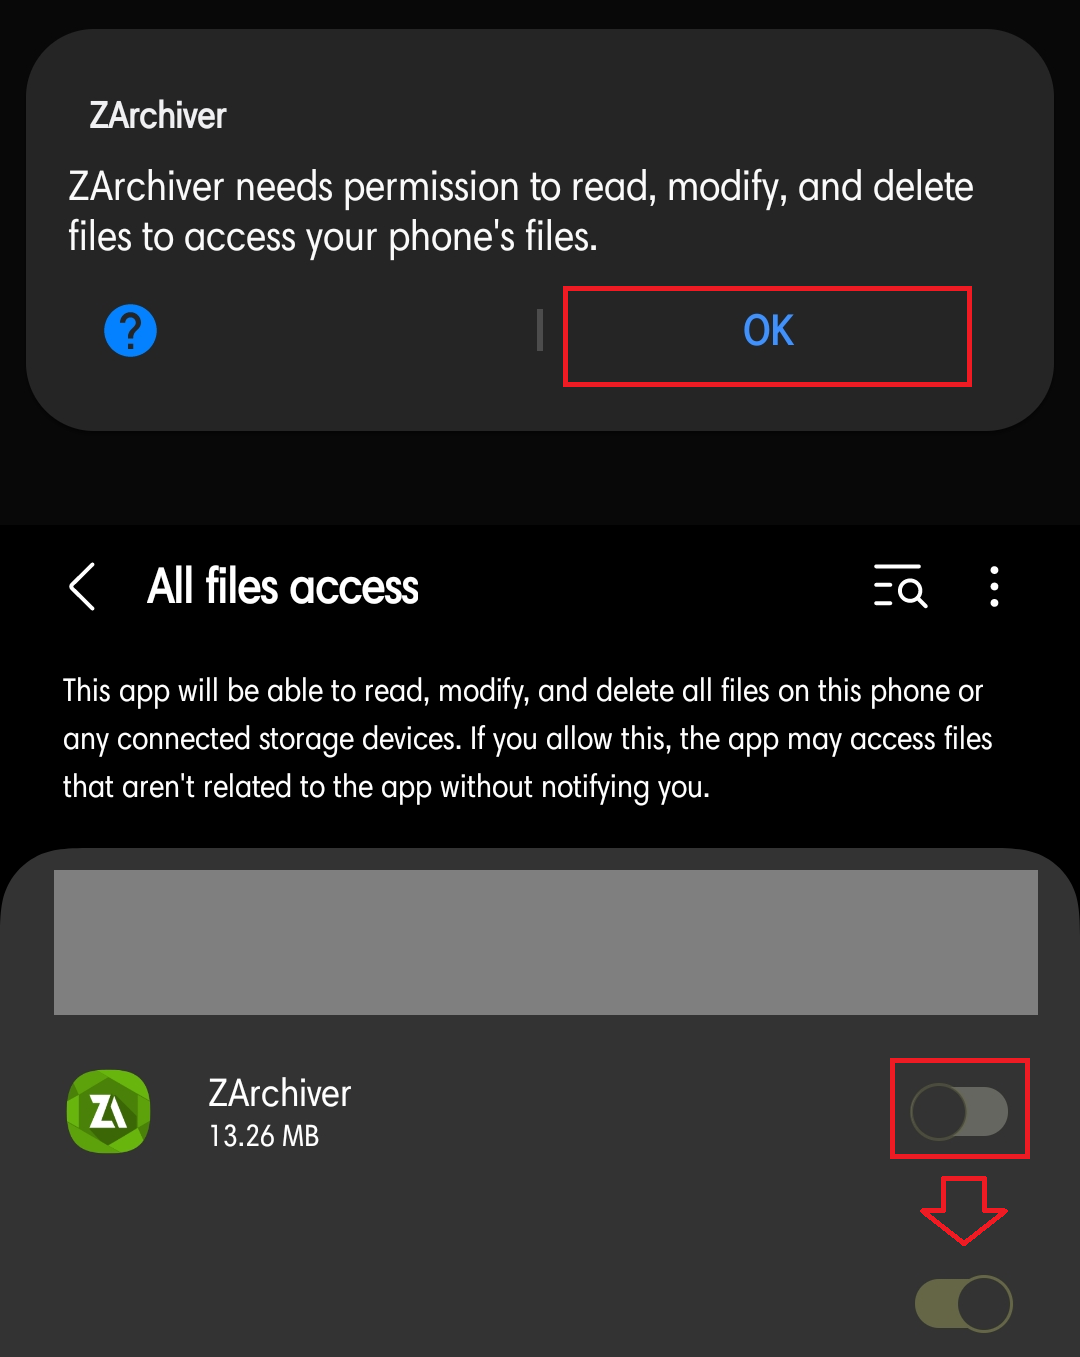 ZArchiver
ZArchiver needs permission to read, modify, and delete
files to access your phone's files.
?
OK
All files access
This app will be able to read, modify, and delete all files on this phone or
any connected storage devices. If you allow this, the app may access files
that aren't related to the app without notifying you.
ZA
ZArchiver
13.26 MB